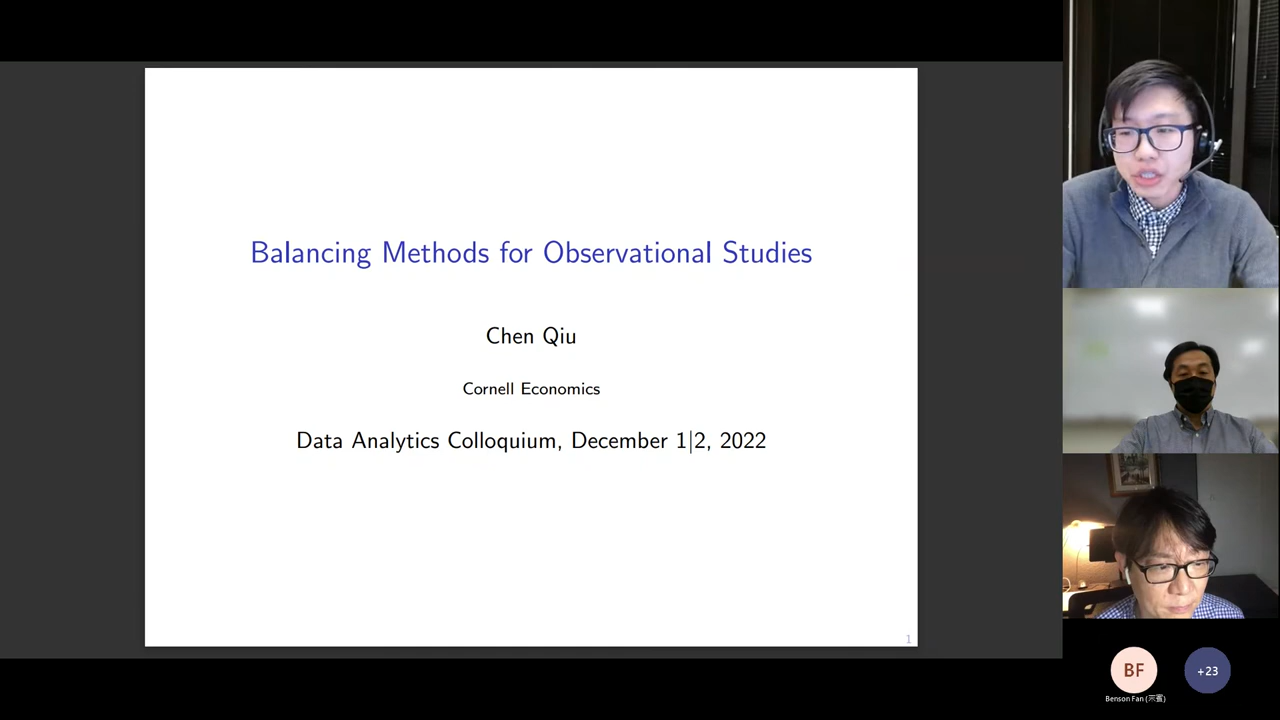 Balancing Methods for Observational Studies
Chen Qiu
Cornell Economics
Data Analytics Colloquium, December 1|2, 2022
1
BF
+23
Benson Fan